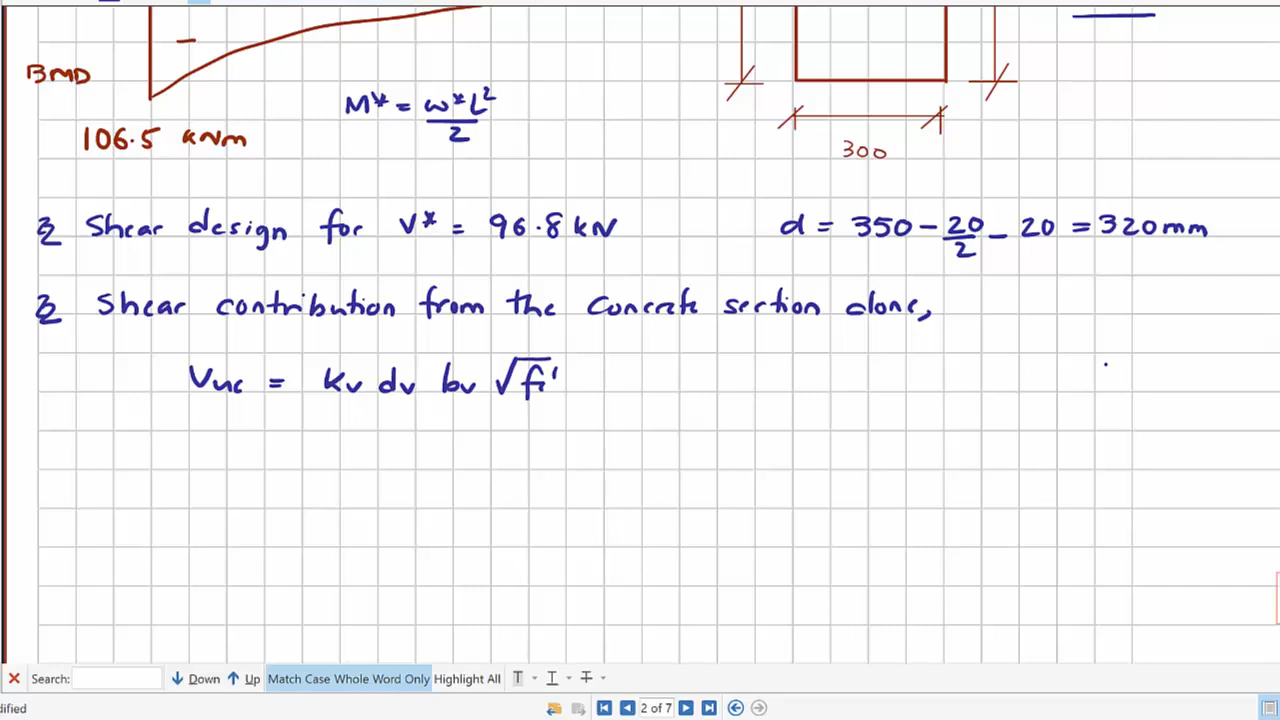 BMD
106.5 kNm
M* = w*L²/2
300
Shear design for V* = 96.8 kN
d = 350 - 20/2 - 20 = 320mm
Shear contribution from the Concrete section alone,
Vuc = kv dv bv √fc'
Search:
Down
Up
Match Case Whole Word Only
Highlight All
T
T
T
dified
2 of 7